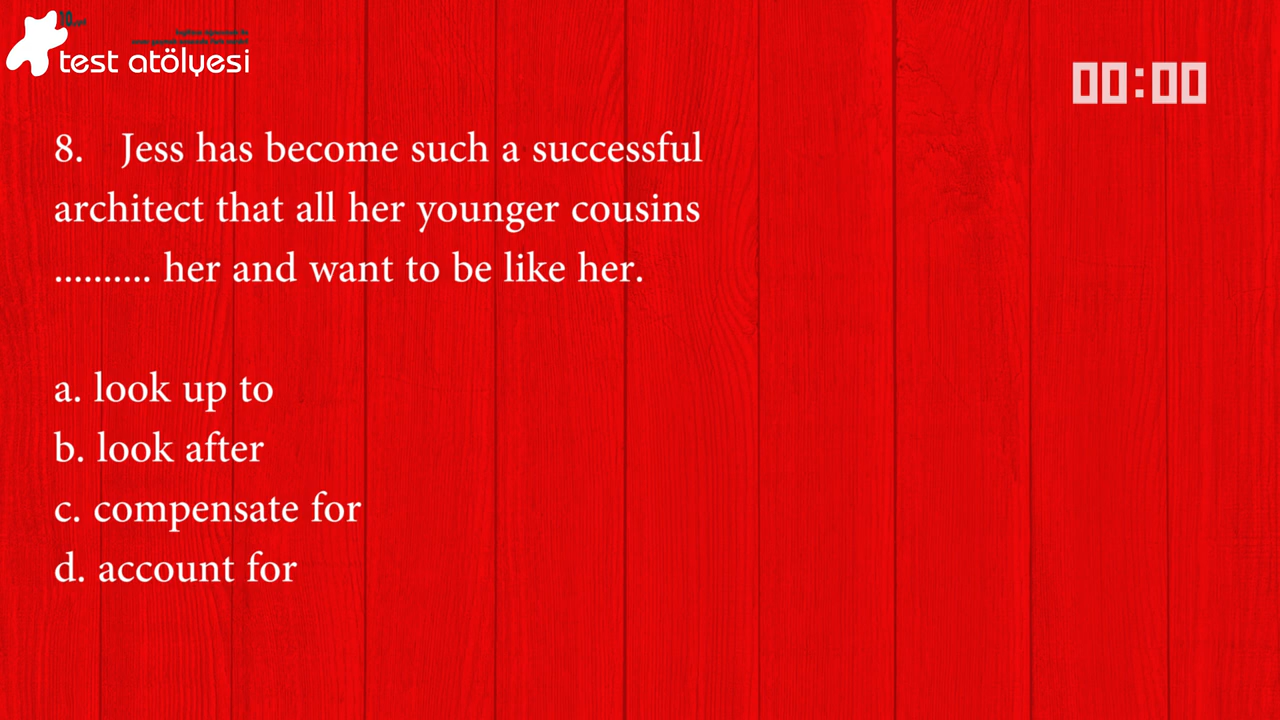 test atölyesi
00:00
8. Jess has become such a successful
architect that all her younger cousins
.......... her and want to be like her.
a. look up to
b. look after
c. compensate for
d. account for